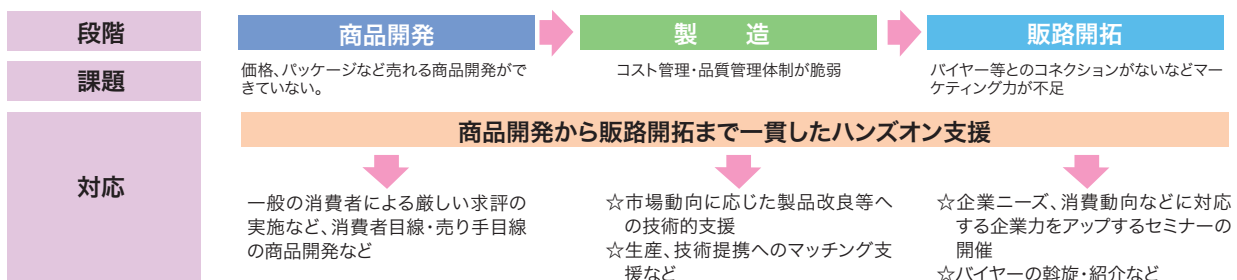 段階
商品開発
製　造
販路開拓
課題
価格、パッケージなど売れる商品開発がで
きていない。
コスト管理・品質管理体制が脆弱
バイヤー等とのコネクションがないなどマー
ケティング力が不足
対応
商品開発から販路開拓まで一貫したハンズオン支援
一般の消費者による厳しい求評の
実施など、消費者目線・売り手目線
の商品開発など
☆市場動向に応じた製品改良等へ
の技術的支援
☆生産、技術提携へのマッチング支
援など
☆企業ニーズ、消費動向などに対応
する企業力をアップするセミナーの
開催
☆バイヤーの斡旋・紹介など